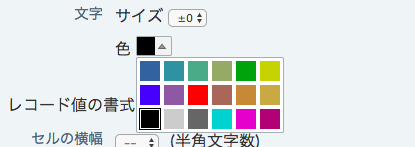 文字 サイズ ±0
色
レコード値の書式
セルの横幅 -- (半角文字数)